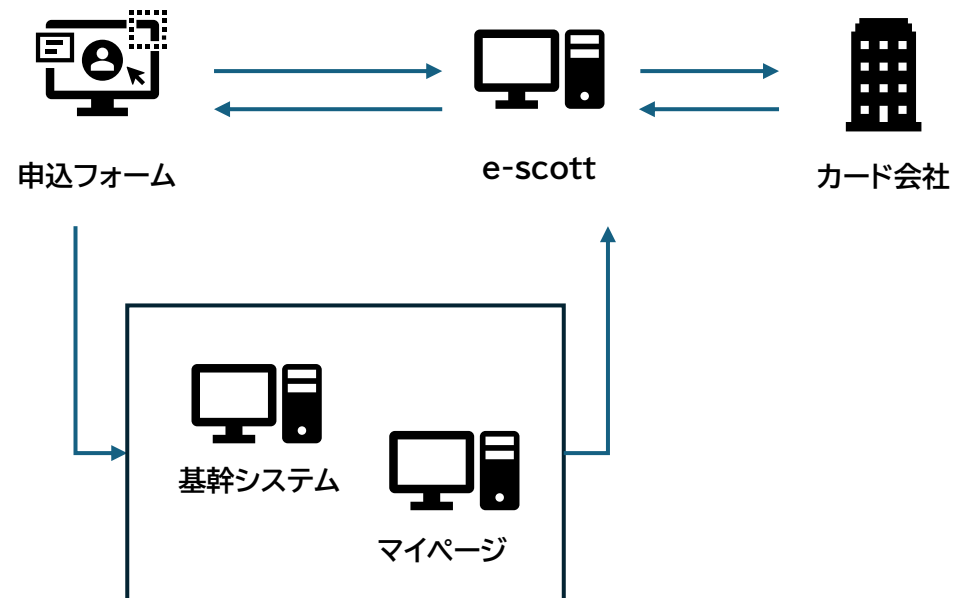 申込フォーム
e-scott
カード会社
基幹システム
マイページ